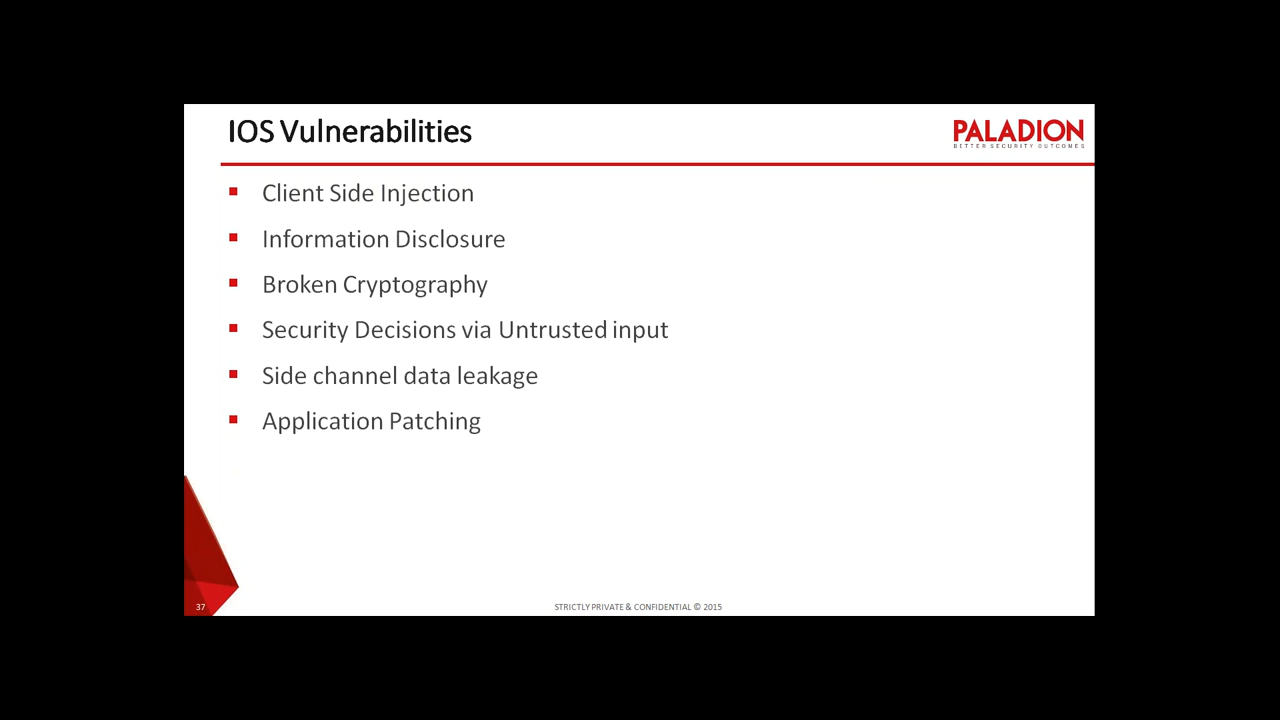 IOS Vulnerabilities
PALADION
BETTER SECURITY OUTCOMES
Client Side Injection
Information Disclosure
Broken Cryptography
Security Decisions via Untrusted input
Side channel data leakage
Application Patching
37
STRICTLY PRIVATE & CONFIDENTIAL © 2015